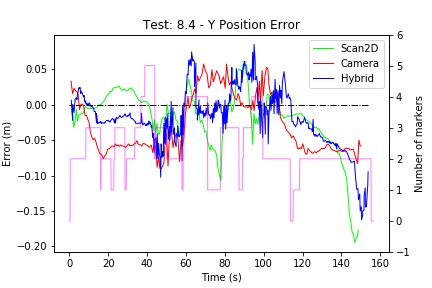 Test: 8.4 - Y Position Error
Error (m)
0.05
0.00
−0.05
−0.10
−0.15
−0.20
Scan2D
Camera
Hybrid
6
5
4
3
2
1
0
−1
Number of markers
0 20 40 60 80 100 120 140 160
Time (s)